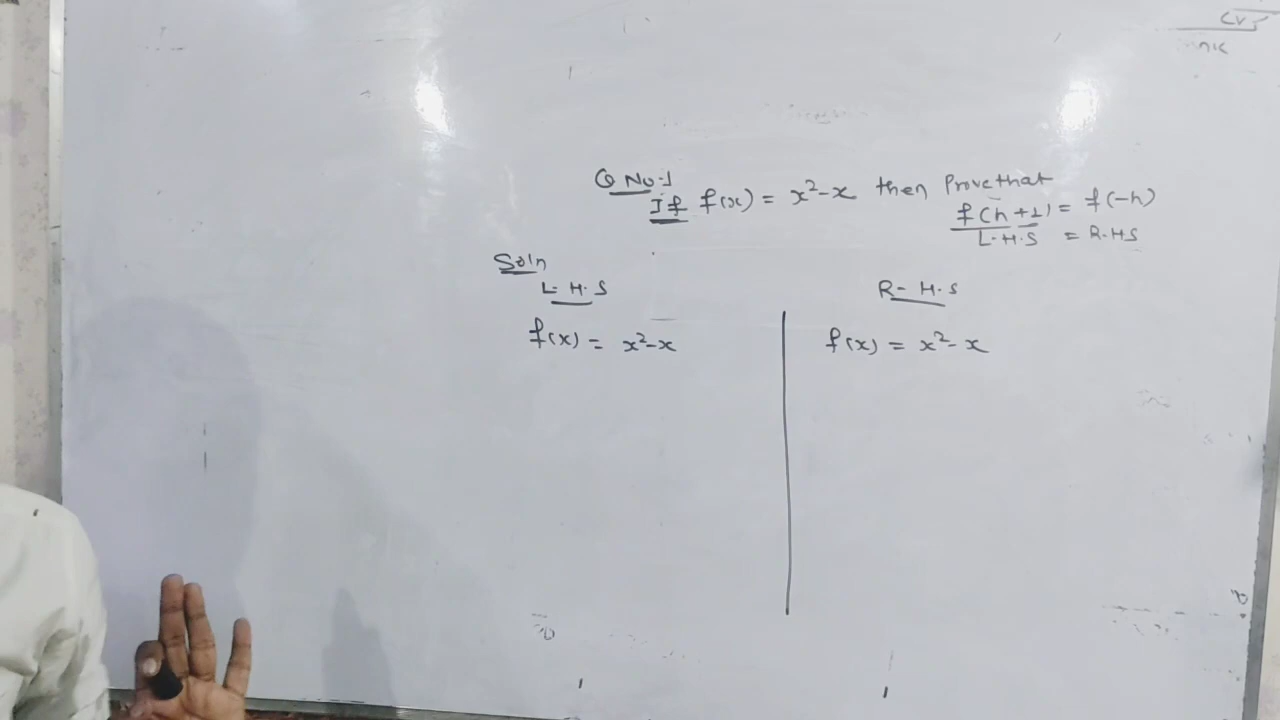 Q No-1
If f(x) = x²-x then Prove that
f(h+1) = f(-h)
L.H.S = R.H.S
Soln
L.H.S
R-H.S
f(x) = x²-x
f(x) = x²-x